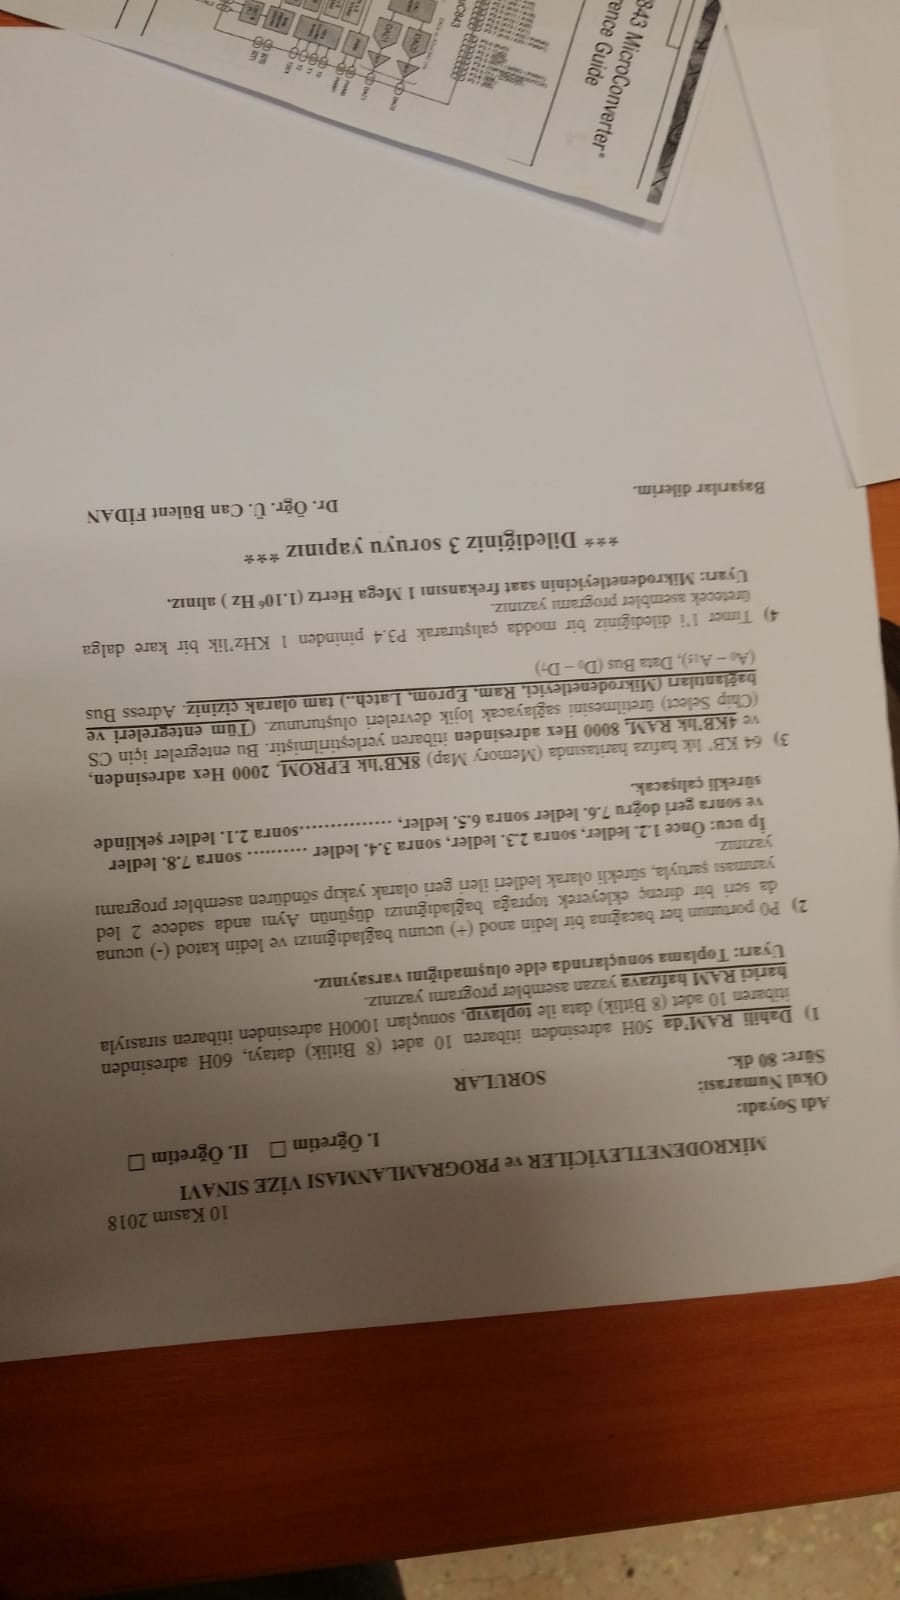 10 Kasım 2018
MİKRODENETLEYİCİLER ve PROGRAMLANMASI VİZE SINAVI
I. Öğretim □ II. Öğretim □
Adı Soyadı:
Okul Numarası:
Süre: 80 dk.
SORULAR
1) Dahili RAM'da 50H adresinden itibaren 10 adet (8 Bitlik) datayı, 60H adresinden
itibaren 10 adet (8 Bitlik) data ile toplayıp, sonuçları 1000H adresinden itibaren sırasıyla
harici RAM hafızaya yazan asembler programı yazınız.
Uyarı: Toplama sonuçlarında elde oluşmadığını varsayınız.
2) P0 portunun her bacağına bir ledin anod (+) ucunu bağladığınızı ve ledin katod (-) ucuna
da seri bir direnç ekleyerek toprağa bağladığınızı düşünün. Aynı anda sadece 2 led
yanması şartıyla, sürekli olarak ledleri ileri geri olarak yakıp söndüren asembler programı
yazınız.
İp ucu: Önce 1.2. ledler, sonra 2.3. ledler, sonra 3.4. ledler .......... sonra 7.8. ledler
ve sonra geri doğru 7.6. ledler sonra 6.5. ledler, ...............sonra 2.1. ledler şeklinde
sürekli çalışacak.
3) 64 KB' lık hafıza haritasında (Memory Map) 8KB'lık EPROM, 2000 Hex adresinden,
ve 4KB'lık RAM, 8000 Hex adresinden itibaren yerleştirilmiştir. Bu entegreler için CS
(Chip Select) üretilmesini sağlayacak lojik devreleri oluşturunuz. (Tüm entegreleri ve
bağlantıları (Mikrodenetleyici, Ram, Eprom, Latch..) tam olarak çiziniz. Adress Bus
(A₀ – A₁₅), Data Bus (D₀ – D₇)
4) Timer 1'i dilediğiniz bir modda çalıştırarak P3.4 pininden 1 KHz'lik bir kare dalga
üretecek asembler programı yazınız.
Uyarı: Mikrodenetleyicinin saat frekansını 1 Mega Hertz (1.10⁶ Hz ) alınız.
*** Dilediğiniz 3 soruyu yapınız ***
Başarılar dilerim.
Dr. Öğr. Ü. Can Bülent FİDAN
843 MicroConverter®
ence Guide